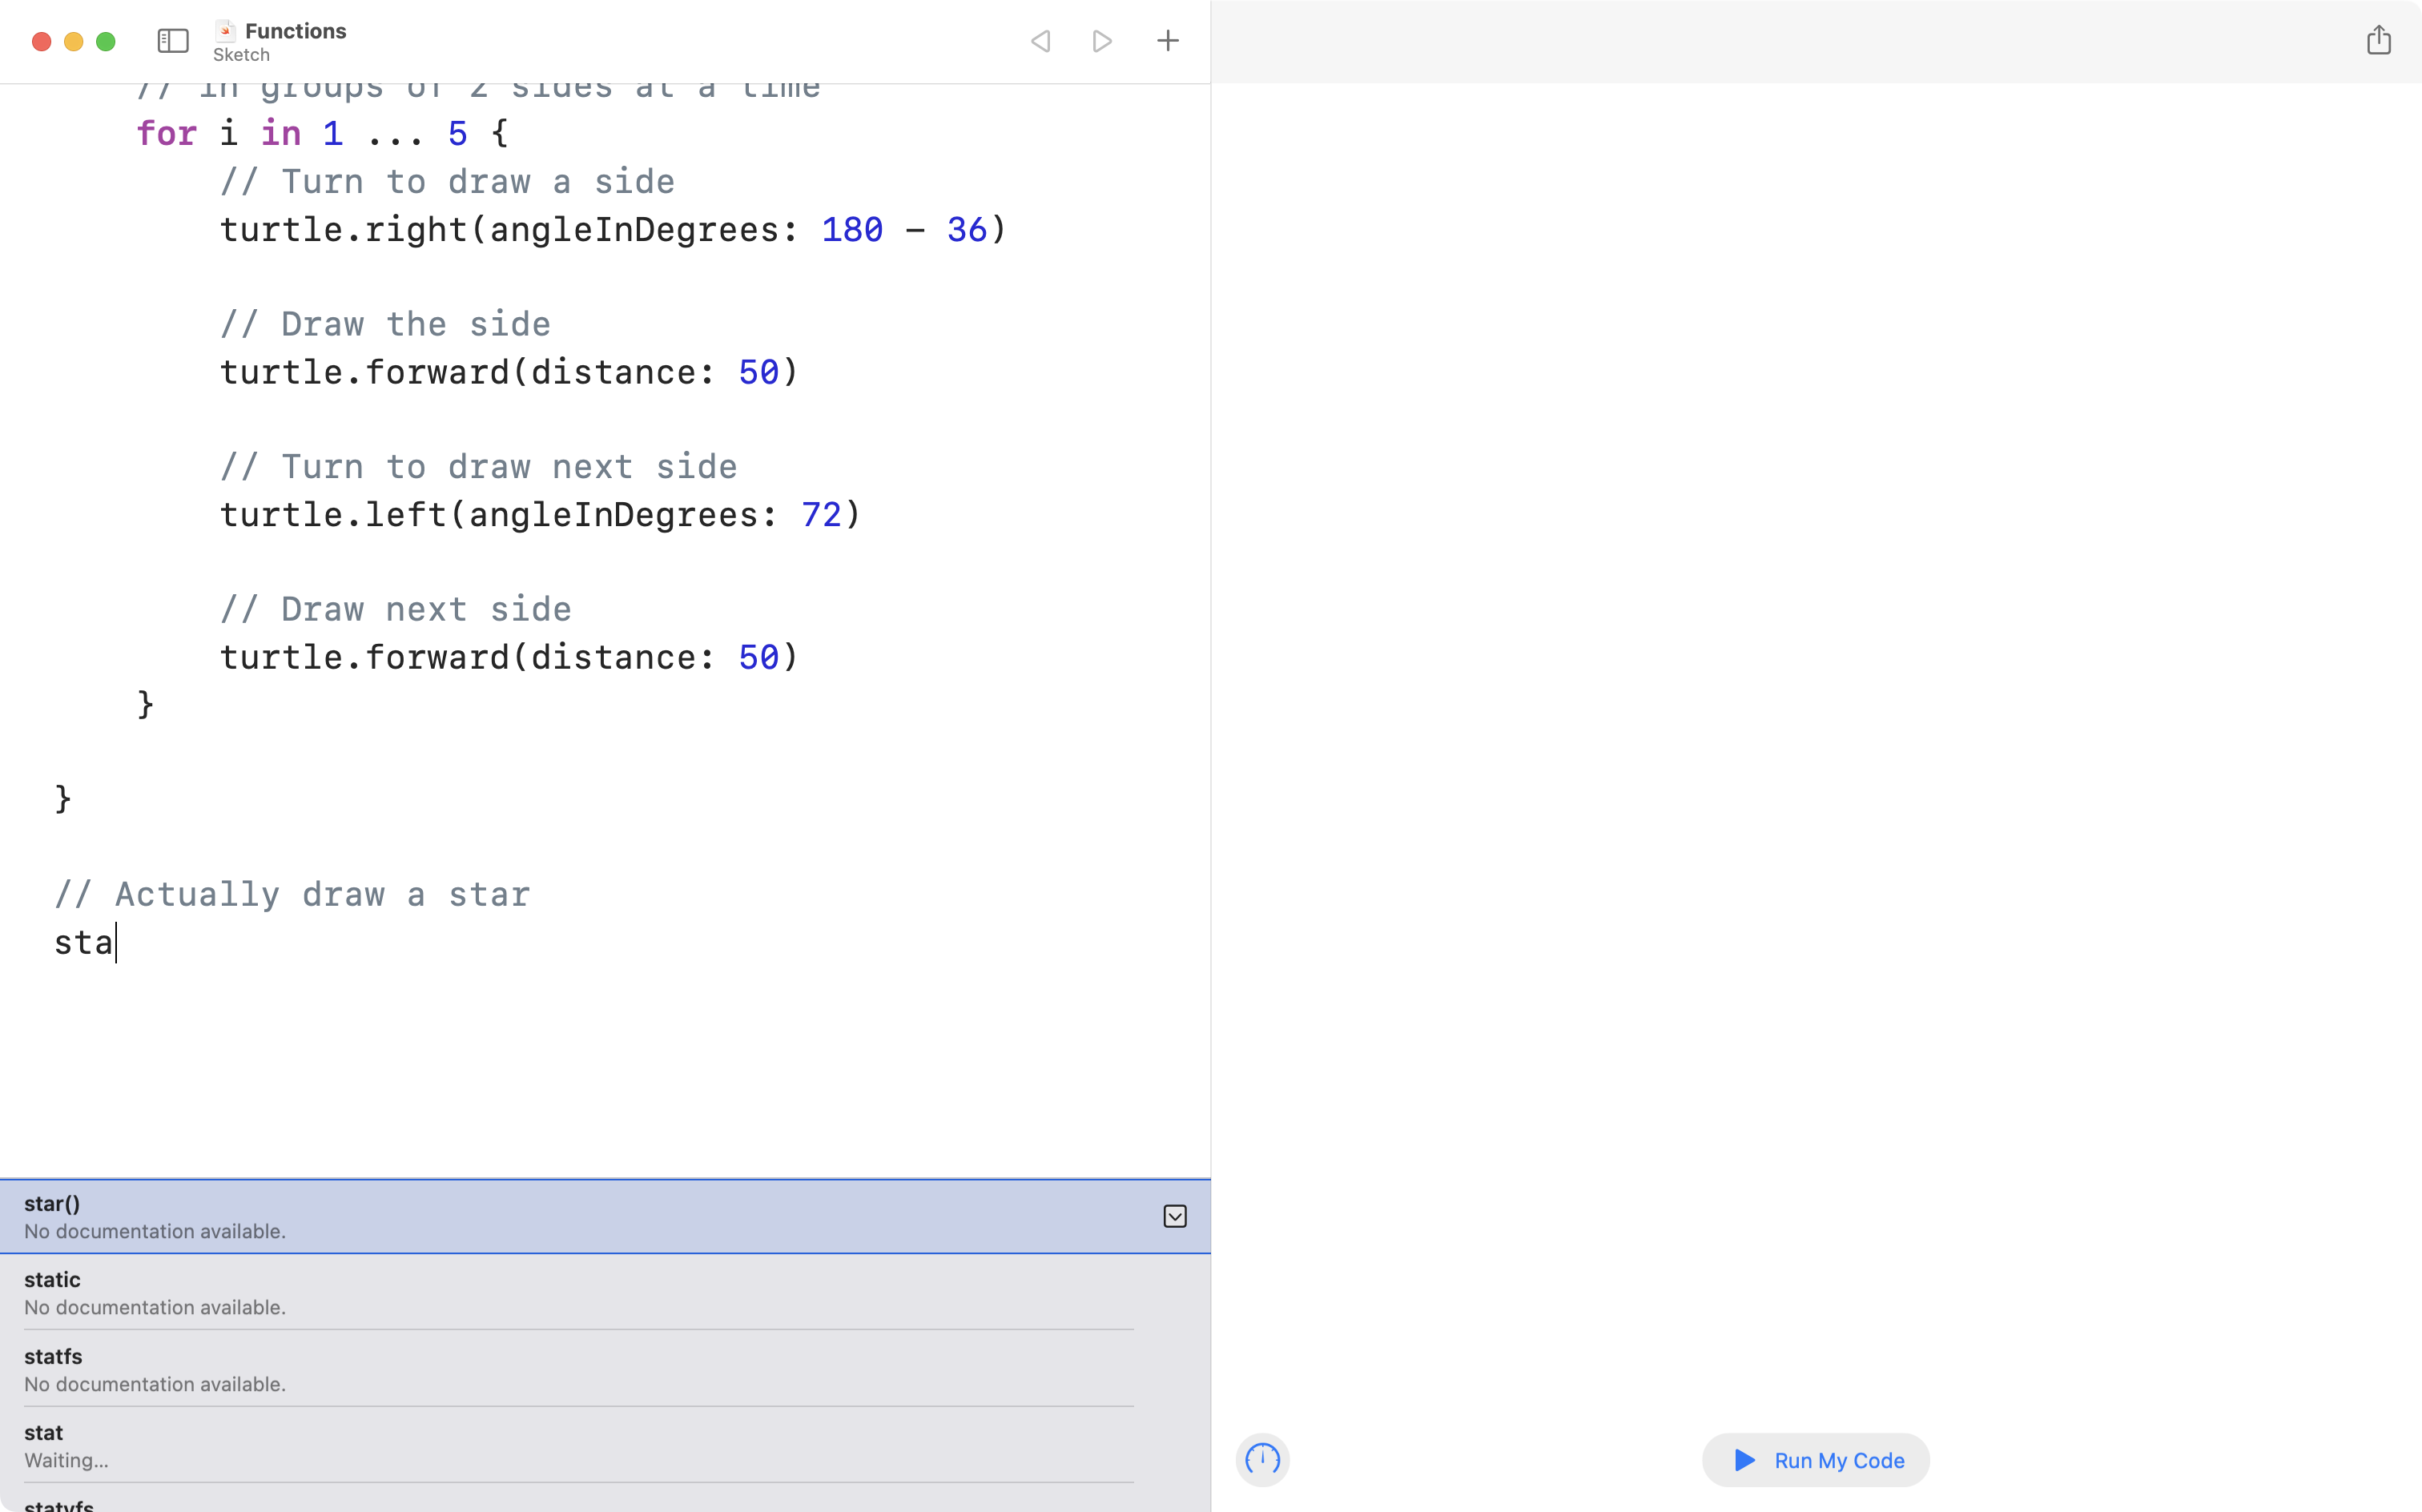 Functions
Sketch
// in groups of 2 sides at a time
for i in 1 ... 5 {
// Turn to draw a side
turtle.right(angleInDegrees: 180 - 36)
// Draw the side
turtle.forward(distance: 50)
// Turn to draw next side
turtle.left(angleInDegrees: 72)
// Draw next side
turtle.forward(distance: 50)
}
}
// Actually draw a star
sta
star()
No documentation available.
static
No documentation available.
statfs
No documentation available.
stat
Waiting...
statvfs
Run My Code